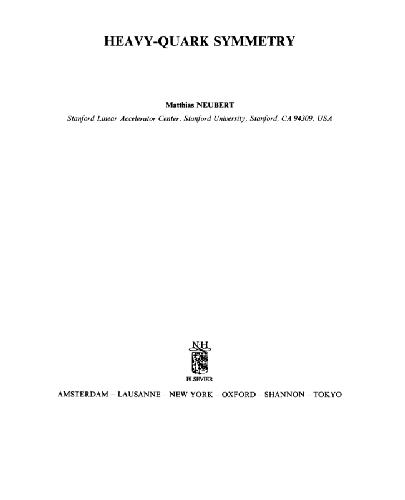 HEAVY-QUARK SYMMETRY
Matthias NEUBERT
Stanford Linear Accelerator Center, Stanford University, Stanford, CA 94309, USA
NH
ELSEVIER
AMSTERDAM – LAUSANNE – NEW YORK – OXFORD – SHANNON – TOKYO